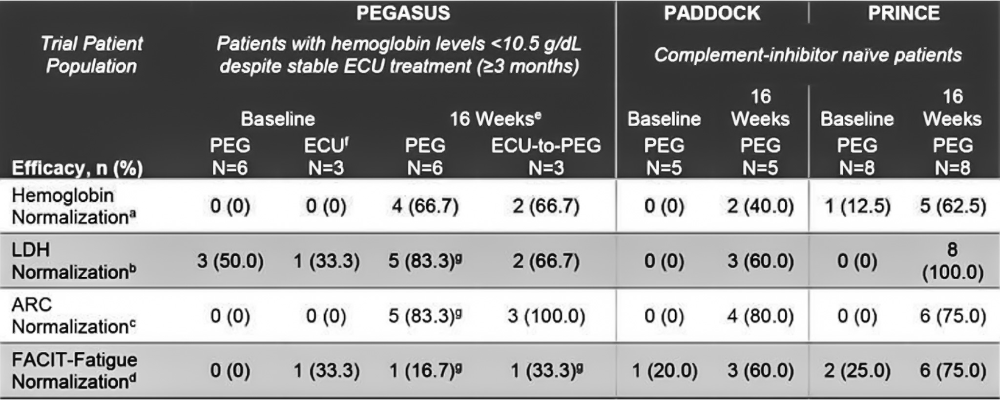 PEGASUS PADDOCK PRINCE
Trial Patient Population Patients with hemoglobin levels <10.5 g/dL despite stable ECU treatment (≥3 months) Complement-inhibitor naïve patients
Baseline 16 Weeksᵉ Baseline 16 Weeks Baseline 16 Weeks
PEG ECUᶠ PEG ECU-to-PEG PEG PEG PEG PEG
Efficacy, n (%) N=6 N=3 N=6 N=3 N=5 N=5 N=8 N=8
Hemoglobin Normalizationᵃ 0 (0) 0 (0) 4 (66.7) 2 (66.7) 0 (0) 2 (40.0) 1 (12.5) 5 (62.5)
LDH Normalizationᵇ 3 (50.0) 1 (33.3) 5 (83.3)ᵍ 2 (66.7) 0 (0) 3 (60.0) 0 (0) 8 (100.0)
ARC Normalizationᶜ 0 (0) 0 (0) 5 (83.3)ᵍ 3 (100.0) 0 (0) 4 (80.0) 0 (0) 6 (75.0)
FACIT-Fatigue Normalizationᵈ 0 (0) 1 (33.3) 1 (16.7)ᵍ 1 (33.3)ᵍ 1 (20.0) 3 (60.0) 2 (25.0) 6 (75.0)